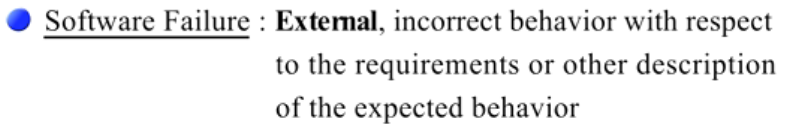 Software Failure : External, incorrect behavior with respect
to the requirements or other description
of the expected behavior